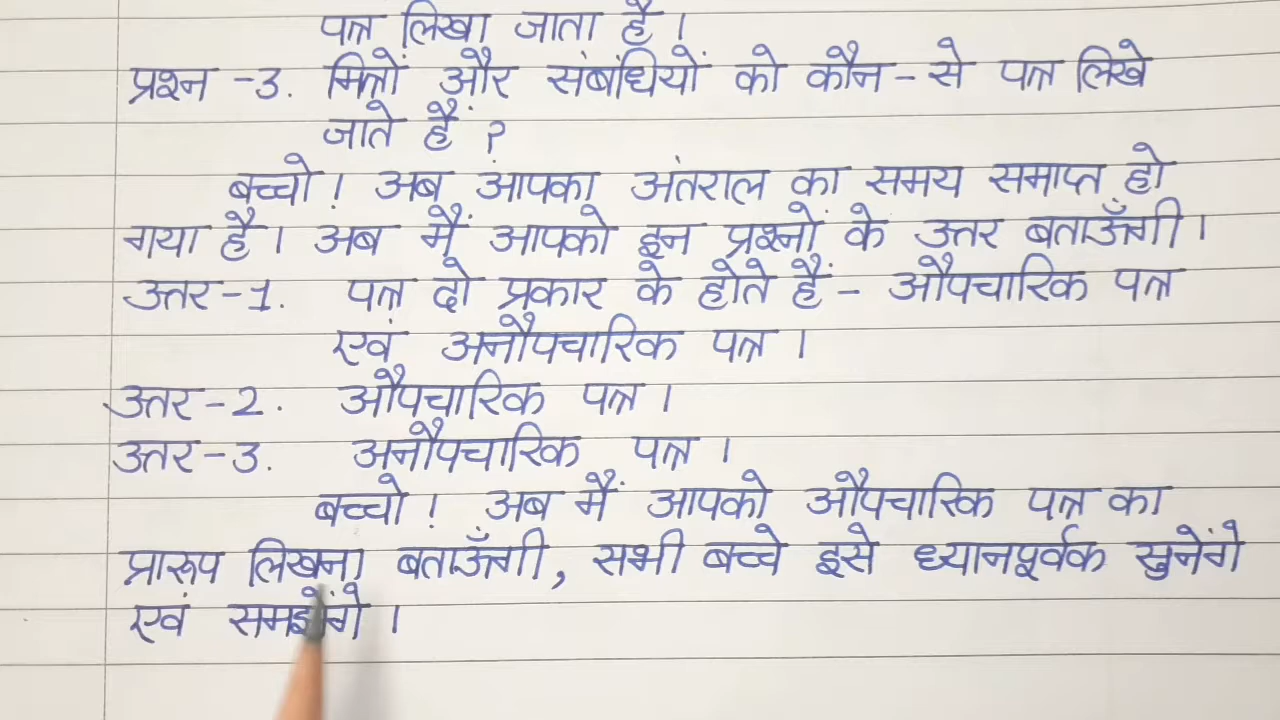 पत्र लिखा जाता है ।
प्रश्न -3. मित्रों और संबंधियों को कौन - से पत्र लिखे
जाते हैं ?
बच्चो ! अब आपका अंतराल का समय समाप्त हो
गया है । अब मैं आपको इन प्रश्नों के उत्तर बताऊँगी ।
उत्तर -1. पत्र दो प्रकार के होते हैं - औपचारिक पत्र
एवं अनौपचारिक पत्र ।
उत्तर -2. औपचारिक पत्र ।
उत्तर -3. अनौपचारिक पत्र ।
बच्चो ! अब मैं आपको औपचारिक पत्र का
प्रारूप लिखना बताऊँगी, सभी बच्चे इसे ध्यानपूर्वक सुनेंगे
एवं समझेंगे ।